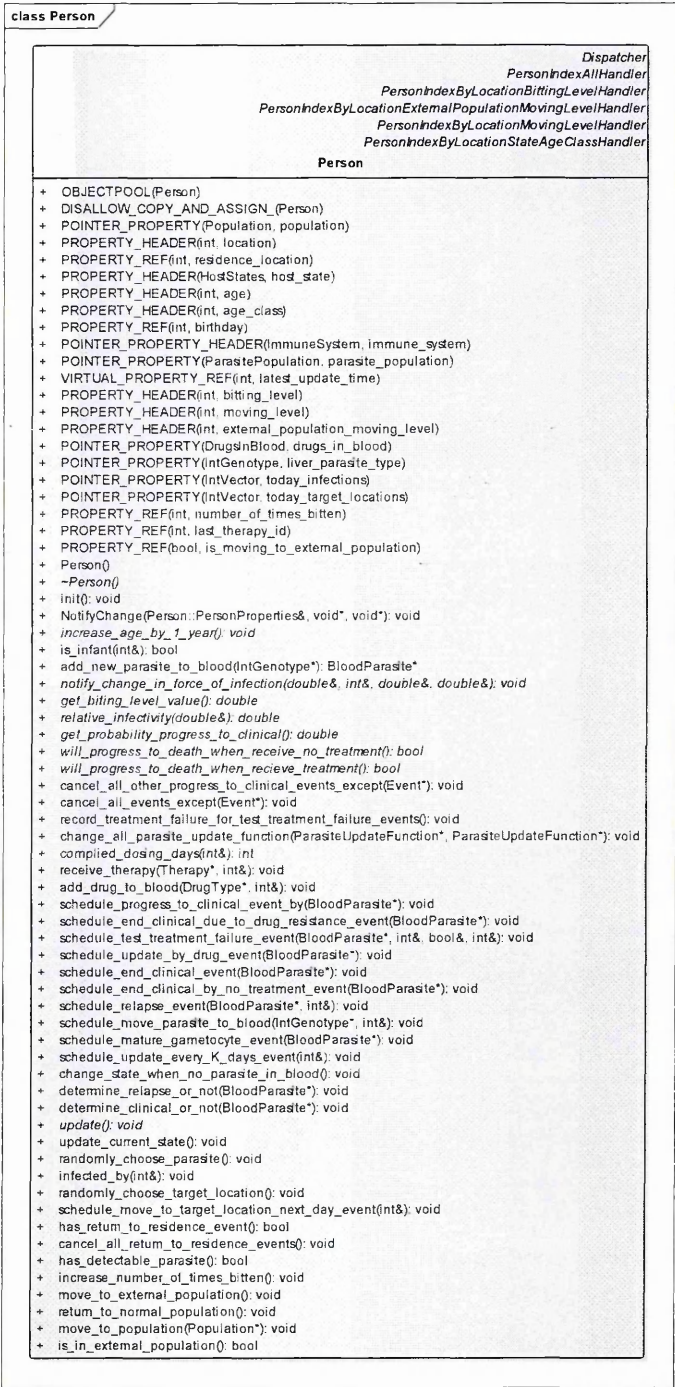 class Person
Dispatcher
PersonIndexAllHandler
PersonIndexByLocationBittingLevelHandler
PersonIndexByLocationExternalPopulationMovingLevelHandler
PersonIndexByLocationMovingLevelHandler
PersonIndexByLocationStateAgeClassHandler
Person
+ OBJECTPOOL(Person)
+ DISALLOW_COPY_AND_ASSIGN_(Person)
+ POINTER_PROPERTY(Population, population)
+ PROPERTY_HEADER(int, location)
+ PROPERTY_REF(int, residence_location)
+ PROPERTY_HEADER(HostStates, host_state)
+ PROPERTY_HEADER(int, age)
+ PROPERTY_HEADER(int, age_class)
+ PROPERTY_REF(int, birthday)
+ POINTER_PROPERTY_HEADER(ImmuneSystem, immune_system)
+ POINTER_PROPERTY(ParasitePopulation, parasite_population)
+ VIRTUAL_PROPERTY_REF(int, latest_update_time)
+ PROPERTY_HEADER(int, bitting_level)
+ PROPERTY_HEADER(int, moving_level)
+ PROPERTY_HEADER(int, external_population_moving_level)
+ POINTER_PROPERTY(DrugsInBlood, drugs_in_blood)
+ POINTER_PROPERTY(IntGenotype, liver_parasite_type)
+ POINTER_PROPERTY(IntVector, today_infections)
+ POINTER_PROPERTY(IntVector, today_target_locations)
+ PROPERTY_REF(int, number_of_times_bitten)
+ PROPERTY_REF(int, last_therapy_id)
+ PROPERTY_REF(bool, is_moving_to_external_population)
+ Person()
+ ~Person()
+ init(): void
+ NotifyChange(Person::PersonProperties&, void*, void*): void
+ increase_age_by_1_year(): void
+ is_infant(int&): bool
+ add_new_parasite_to_blood(IntGenotype*): BloodParasite*
+ notify_change_in_force_of_infection(double&, int&, double&, double&): void
+ get_biting_level_value(): double
+ relative_infectivity(double&): double
+ get_probability_progress_to_clinical(): double
+ will_progress_to_death_when_receive_no_treatment(): bool
+ will_progress_to_death_when_recieve_treatment(): bool
+ cancel_all_other_progress_to_clinical_events_except(Event*): void
+ cancel_all_events_except(Event*): void
+ record_treatment_failure_for_test_treatment_failure_events(): void
+ change_all_parasite_update_function(ParasiteUpdateFunction*, ParasiteUpdateFunction*): void
+ complied_dosing_days(int&): int
+ receive_therapy(Therapy*, int&): void
+ add_drug_to_blood(DrugType*, int&): void
+ schedule_progress_to_clinical_event_by(BloodParasite*): void
+ schedule_end_clinical_due_to_drug_resistance_event(BloodParasite*): void
+ schedule_test_treatment_failure_event(BloodParasite*, int&, bool&, int&): void
+ schedule_update_by_drug_event(BloodParasite*): void
+ schedule_end_clinical_event(BloodParasite*): void
+ schedule_end_clinical_by_no_treatment_event(BloodParasite*): void
+ schedule_relapse_event(BloodParasite*, int&): void
+ schedule_move_parasite_to_blood(IntGenotype*, int&): void
+ schedule_mature_gametocyte_event(BloodParasite*): void
+ schedule_update_every_K_days_event(int&): void
+ change_state_when_no_parasite_in_blood(): void
+ determine_relapse_or_not(BloodParasite*): void
+ determine_clinical_or_not(BloodParasite*): void
+ update(): void
+ update_current_state(): void
+ randomly_choose_parasite(): void
+ infected_by(int&): void
+ randomly_choose_target_location(): void
+ schedule_move_to_target_location_next_day_event(int&): void
+ has_return_to_residence_event(): bool
+ cancel_all_return_to_residence_events(): void
+ has_detectable_parasite(): bool
+ increase_number_of_times_bitten(): void
+ move_to_external_population(): void
+ return_to_normal_population(): void
+ move_to_population(Population*): void
+ is_in_external_population(): bool